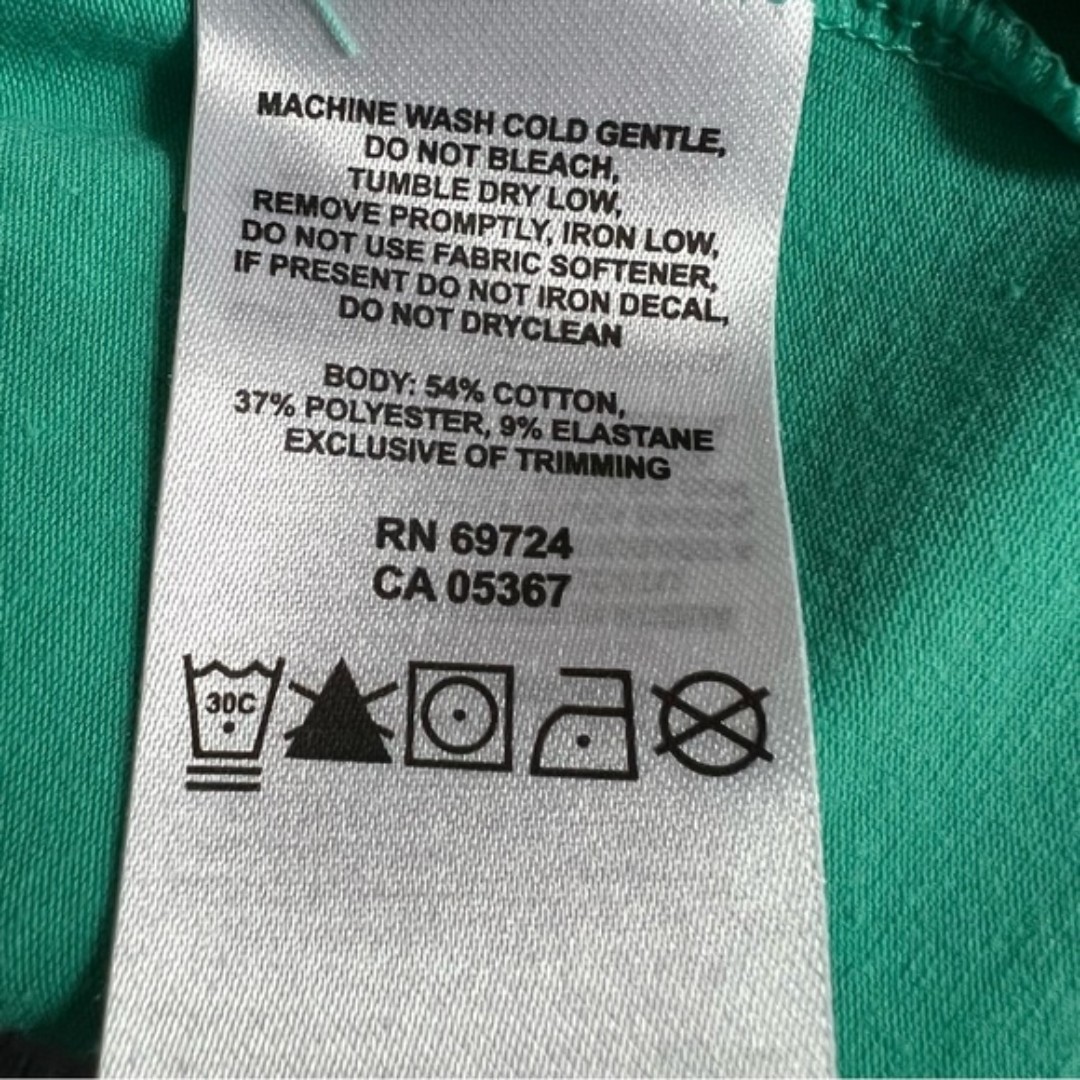 MACHINE WASH COLD GENTLE,
DO NOT BLEACH,
TUMBLE DRY LOW,
REMOVE PROMPTLY, IRON LOW,
DO NOT USE FABRIC SOFTENER,
IF PRESENT DO NOT IRON DECAL,
DO NOT DRYCLEAN
BODY: 54% COTTON,
37% POLYESTER, 9% ELASTANE
EXCLUSIVE OF TRIMMING
RN 69724
CA 05367
30C